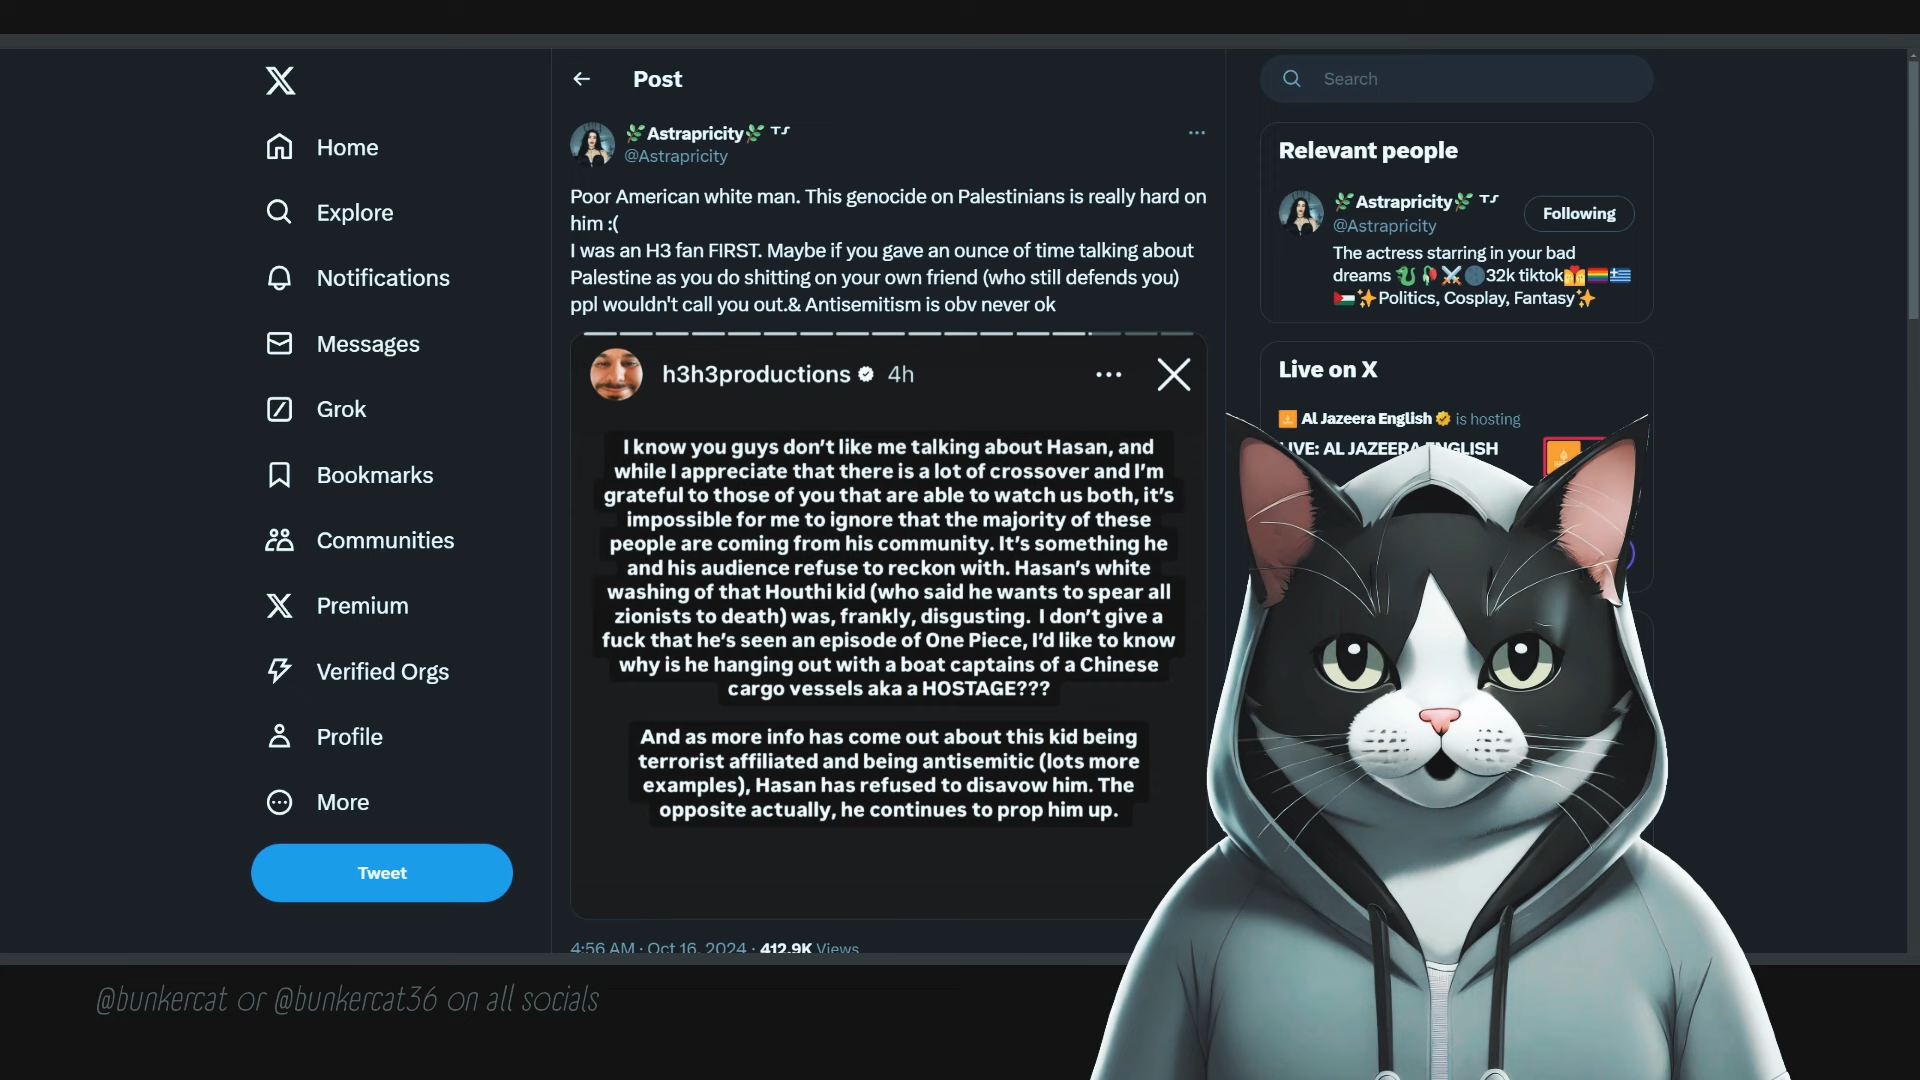 Post
Search
Home
Explore
Notifications
Messages
Grok
Bookmarks
Communities
Premium
Verified Orgs
Profile
More
Tweet
🌿Astrapricity🌿 ᵀˢ
@Astrapricity
Poor American white man. This genocide on Palestinians is really hard on
him :(
I was an H3 fan FIRST. Maybe if you gave an ounce of time talking about
Palestine as you do shitting on your own friend (who still defends you)
ppl wouldn't call you out.& Antisemitism is obv never ok
h3h3productions 4h
I know you guys don't like me talking about Hasan, and
while I appreciate that there is a lot of crossover and I'm
grateful to those of you that are able to watch us both, it's
impossible for me to ignore that the majority of these
people are coming from his community. It's something he
and his audience refuse to reckon with. Hasan's white
washing of that Houthi kid (who said he wants to spear all
zionists to death) was, frankly, disgusting. I don't give a
fuck that he's seen an episode of One Piece, I'd like to know
why is he hanging out with a boat captains of a Chinese
cargo vessels aka a HOSTAGE???
And as more info has come out about this kid being
terrorist affiliated and being antisemitic (lots more
examples), Hasan has refused to disavow him. The
opposite actually, he continues to prop him up.
4:56 AM · Oct 16, 2024 · 412.9K Views
Relevant people
🌿Astrapricity🌿 ᵀˢ
@Astrapricity
Following
The actress starring in your bad
dreams 🐉🥀⚔️🌑32k tiktok👩‍❤️‍👩🏳️‍🌈🇬🇷
🇵🇸✨Politics, Cosplay, Fantasy✨
Live on X
Al Jazeera English is hosting
LIVE: AL JAZEERA ENGLISH
@bunkercat or @bunkercat36 on all socials